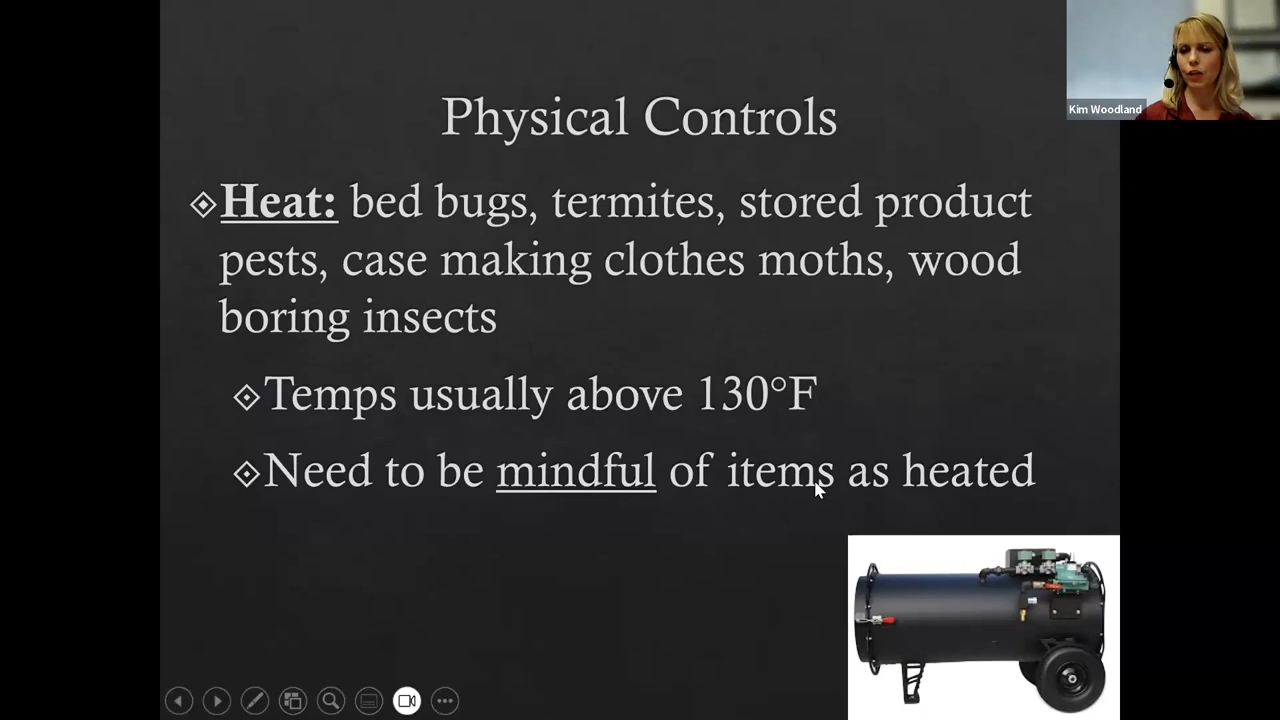 Kim Woodland
Physical Controls
Heat: bed bugs, termites, stored product
pests, case making clothes moths, wood
boring insects
Temps usually above 130°F
Need to be mindful of items as heated